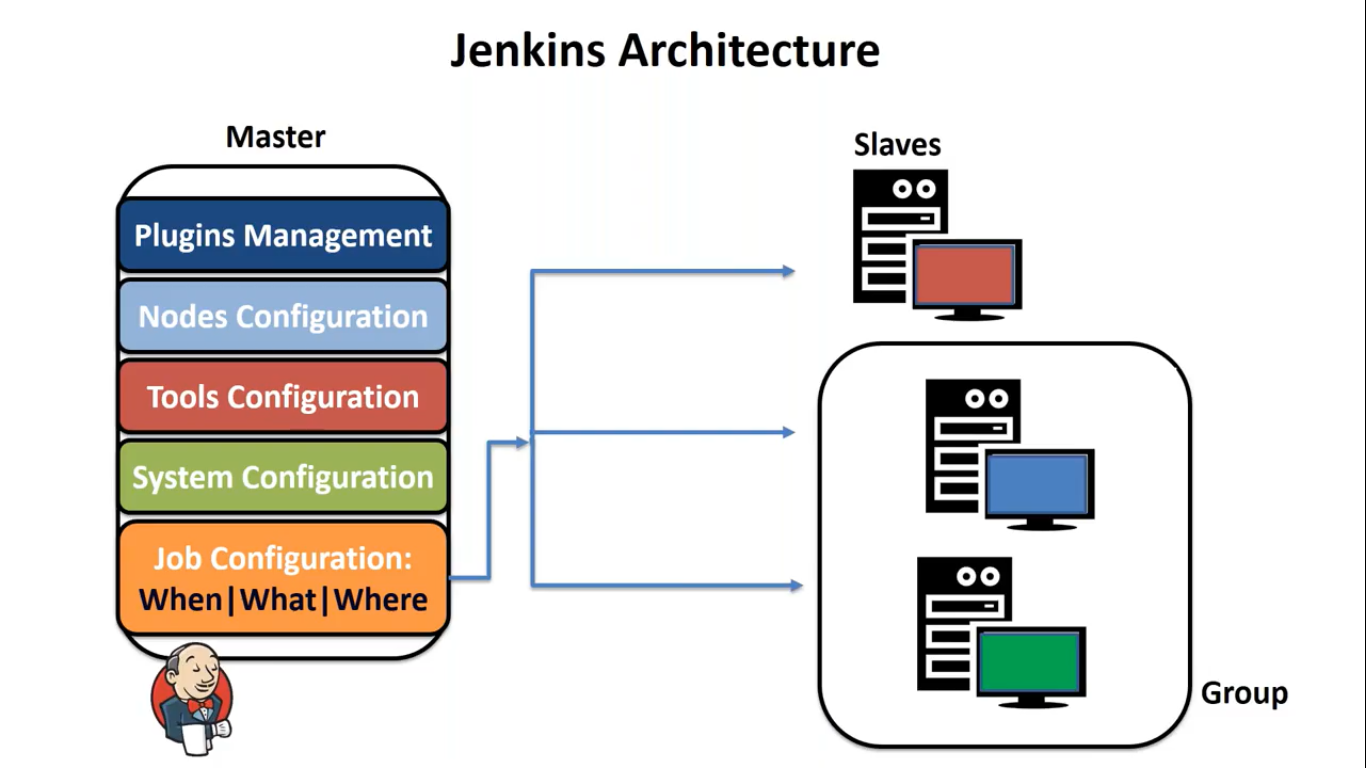 Jenkins Architecture
Master
Plugins Management
Nodes Configuration
Tools Configuration
System Configuration
Job Configuration:
When|What|Where
Slaves
Group